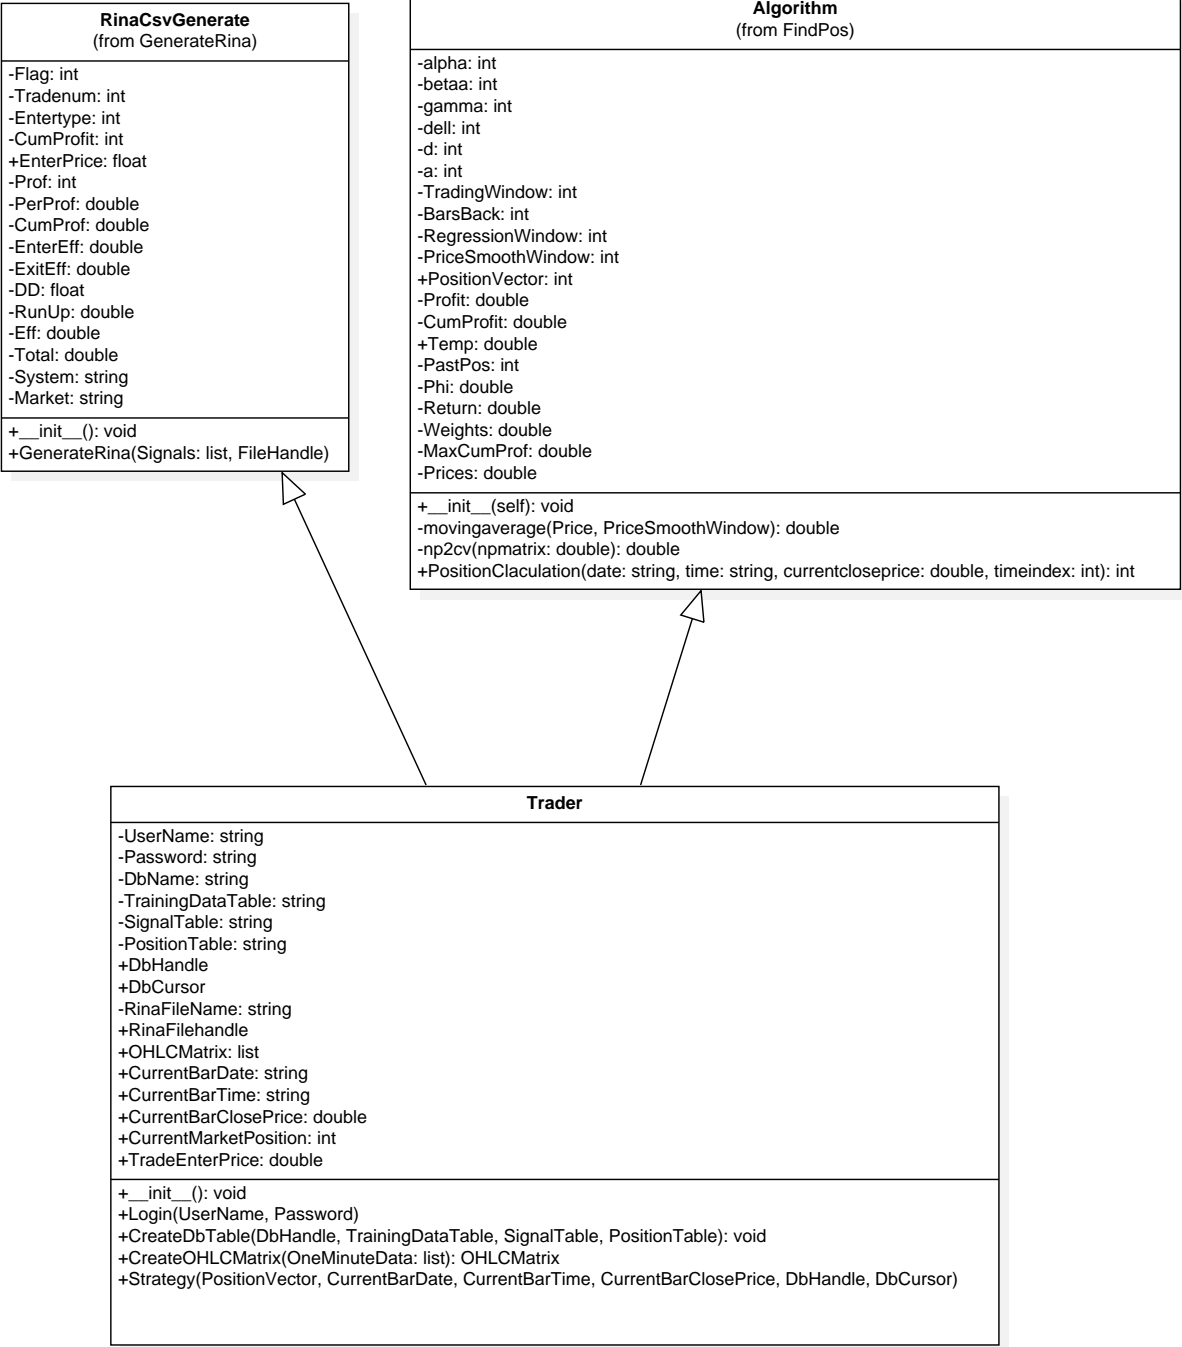 RinaCsvGenerate
(from GenerateRina)
-Flag: int
-Tradenum: int
-Entertype: int
-CumProfit: int
+EnterPrice: float
-Prof: int
-PerProf: double
-CumProf: double
-EnterEff: double
-ExitEff: double
-DD: float
-RunUp: double
-Eff: double
-Total: double
-System: string
-Market: string
+__init__(): void
+GenerateRina(Signals: list, FileHandle)
Algorithm
(from FindPos)
-alpha: int
-betaa: int
-gamma: int
-dell: int
-d: int
-a: int
-TradingWindow: int
-BarsBack: int
-RegressionWindow: int
-PriceSmoothWindow: int
+PositionVector: int
-Profit: double
-CumProfit: double
+Temp: double
-PastPos: int
-Phi: double
-Return: double
-Weights: double
-MaxCumProf: double
-Prices: double
+__init__(self): void
-movingaverage(Price, PriceSmoothWindow): double
-np2cv(npmatrix: double): double
+PositionClaculation(date: string, time: string, currentcloseprice: double, timeindex: int): int
Trader
-UserName: string
-Password: string
-DbName: string
-TrainingDataTable: string
-SignalTable: string
-PositionTable: string
+DbHandle
+DbCursor
-RinaFileName: string
+RinaFilehandle
+OHLCMatrix: list
+CurrentBarDate: string
+CurrentBarTime: string
+CurrentBarClosePrice: double
+CurrentMarketPosition: int
+TradeEnterPrice: double
+__init__(): void
+Login(UserName, Password)
+CreateDbTable(DbHandle, TrainingDataTable, SignalTable, PositionTable): void
+CreateOHLCMatrix(OneMinuteData: list): OHLCMatrix
+Strategy(PositionVector, CurrentBarDate, CurrentBarTime, CurrentBarClosePrice, DbHandle, DbCursor)